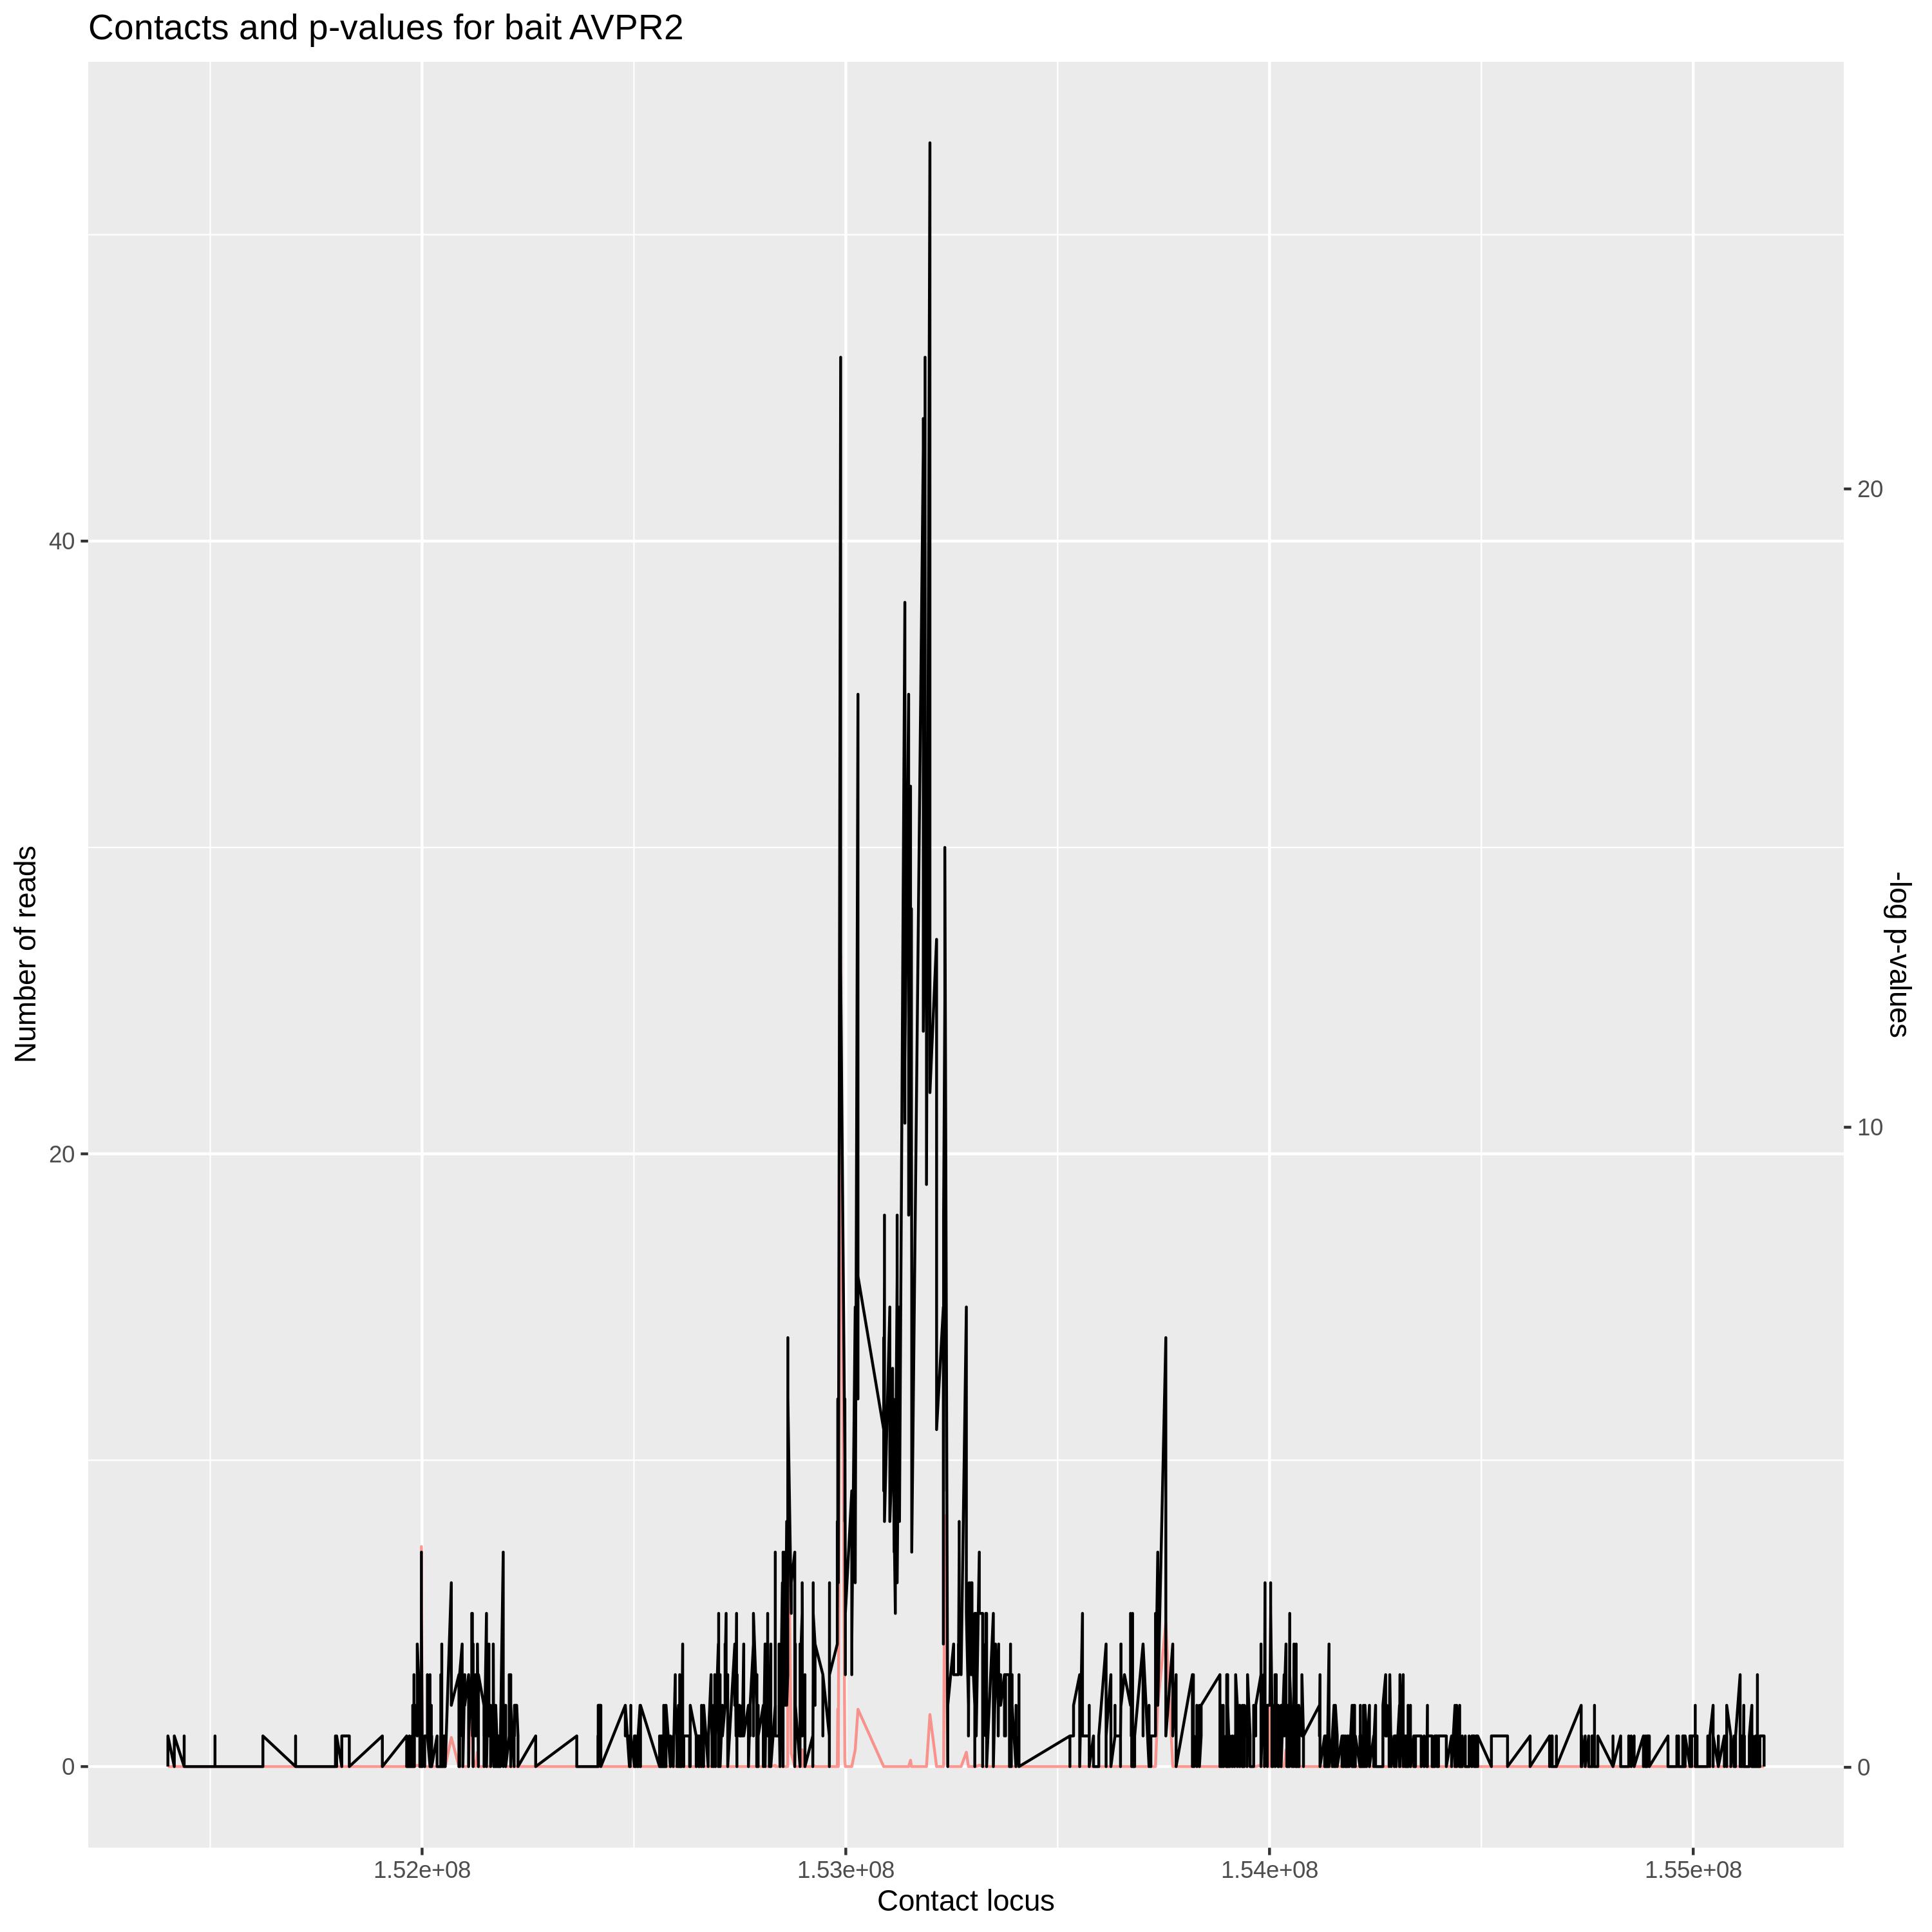 Contacts and p-values for bait AVPR2
Number of reads
40
20
0
20
10
0
-log p-values
1.52e+08 1.53e+08 1.54e+08 1.55e+08
Contact locus